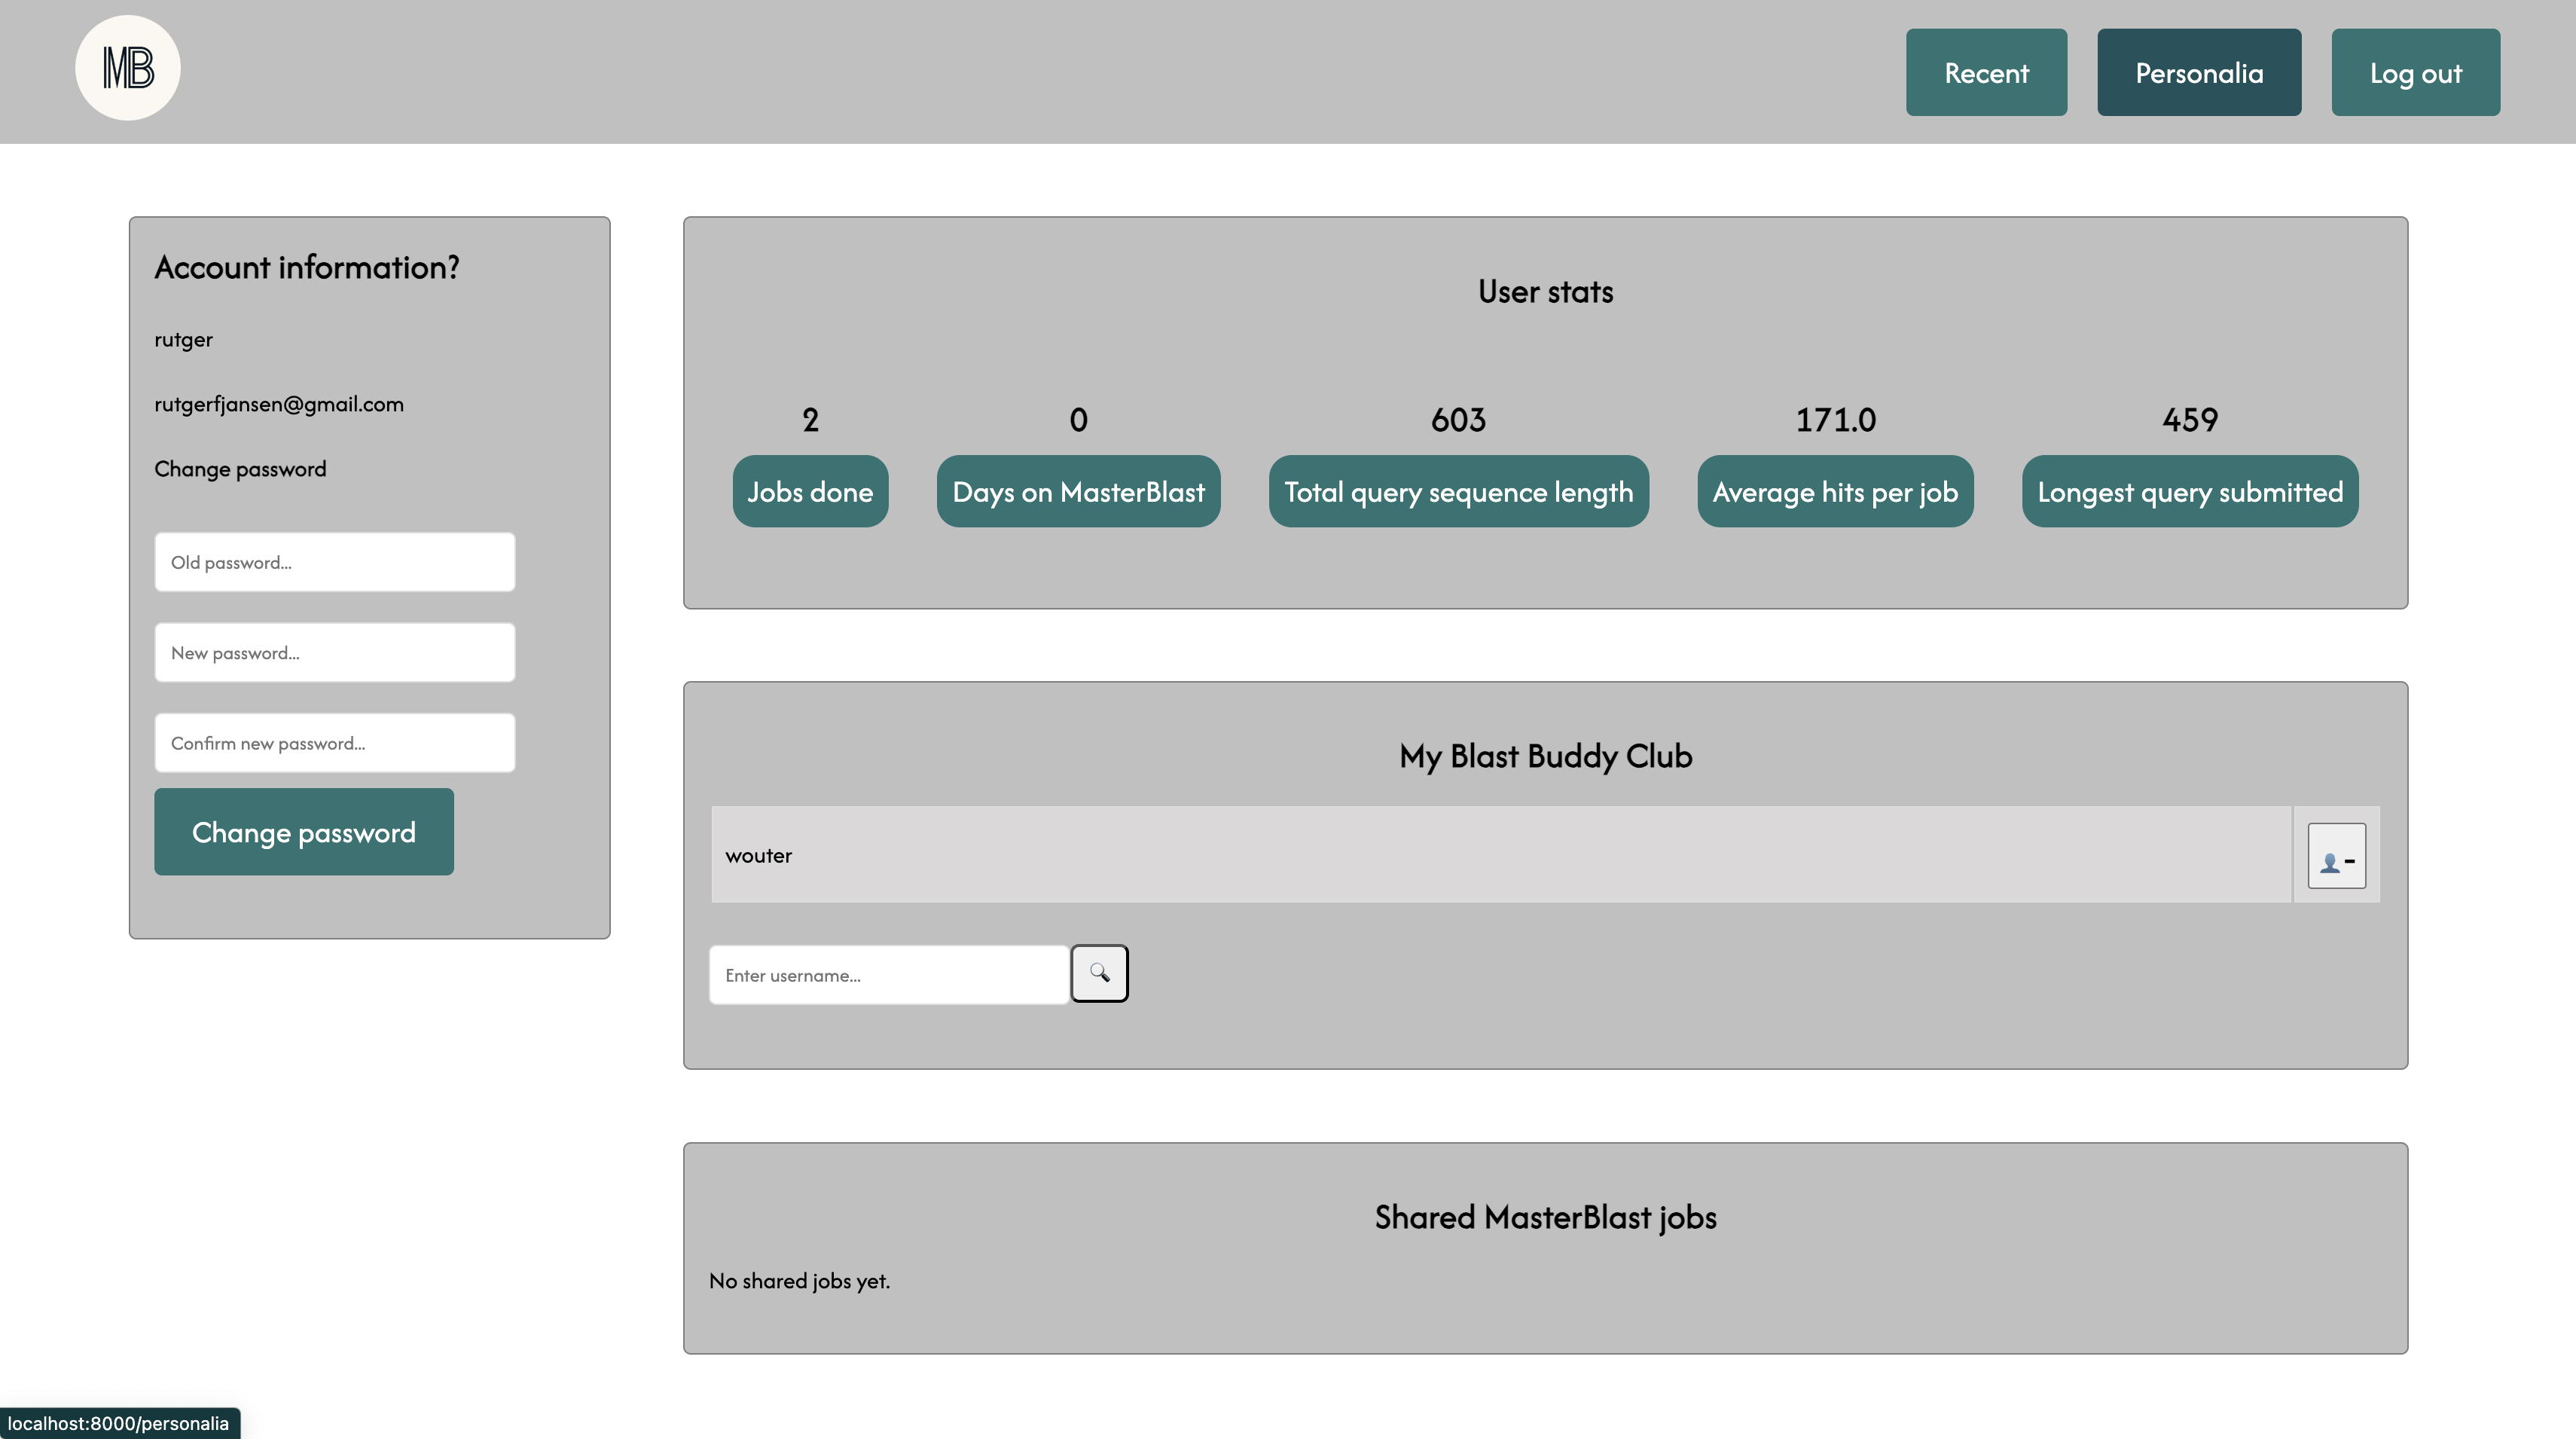 MB
Recent
Personalia
Log out
Account information?
rutger
rutgerfjansen@gmail.com
Change password
Old password...
New password...
Confirm new password...
Change password
User stats
2
0
603
171.0
459
Jobs done
Days on MasterBlast
Total query sequence length
Average hits per job
Longest query submitted
My Blast Buddy Club
wouter
-
Enter username...
Shared MasterBlast jobs
No shared jobs yet.
localhost:8000/personalia